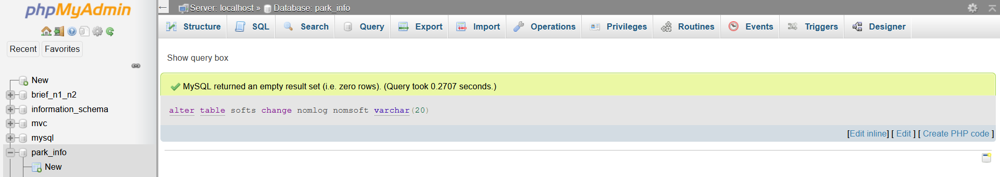 phpMyAdmin
Recent Favorites
New
brief_n1_n2
information_schema
mvc
mysql
park_info
New
Server: localhost » Database: park_info
Structure SQL Search Query Export Import Operations Privileges Routines Events Triggers Designer
Show query box
MySQL returned an empty result set (i.e. zero rows). (Query took 0.2707 seconds.)
alter table softs change nomlog nomsoft varchar(20)
[Edit inline] [ Edit ] [ Create PHP code ]